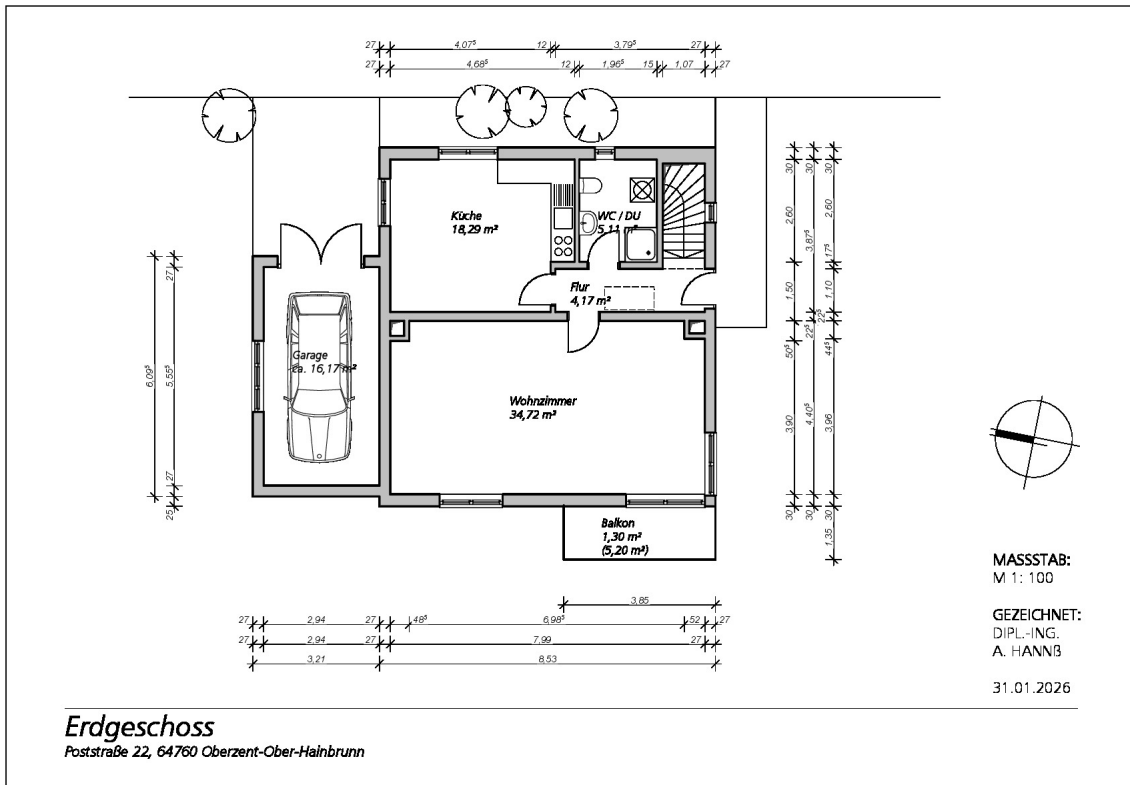 27 4,07⁵ 12 3,79⁵ 27
27 4,68⁵ 12 1,96⁵ 15 1,07 27
Küche
18,29 m²
WC / DU
5,11 m²
Flur
4,17 m²
Garage
ca. 16,17 m²
Wohnzimmer
34,72 m²
Balkon
1,30 m²
(5,20 m²)
6,09⁵
27 5,55⁵ 27 25
30 2,60 1,50 50⁵ 3,90 30
30 3,87⁵ 22⁵ 4,40⁵ 30
30 2,60 17⁵ 1,10 22⁵ 44⁵ 3,96 30 1,35
3,85
27 2,94 27 48⁵ 6,98⁵ 52 27
27 2,94 27 7,99 27
3,21 8,53
MASSSTAB:
M 1: 100
GEZEICHNET:
DIPL.-ING.
A. HANNß
31.01.2026
Erdgeschoss
Poststraße 22, 64760 Oberzent-Ober-Hainbrunn